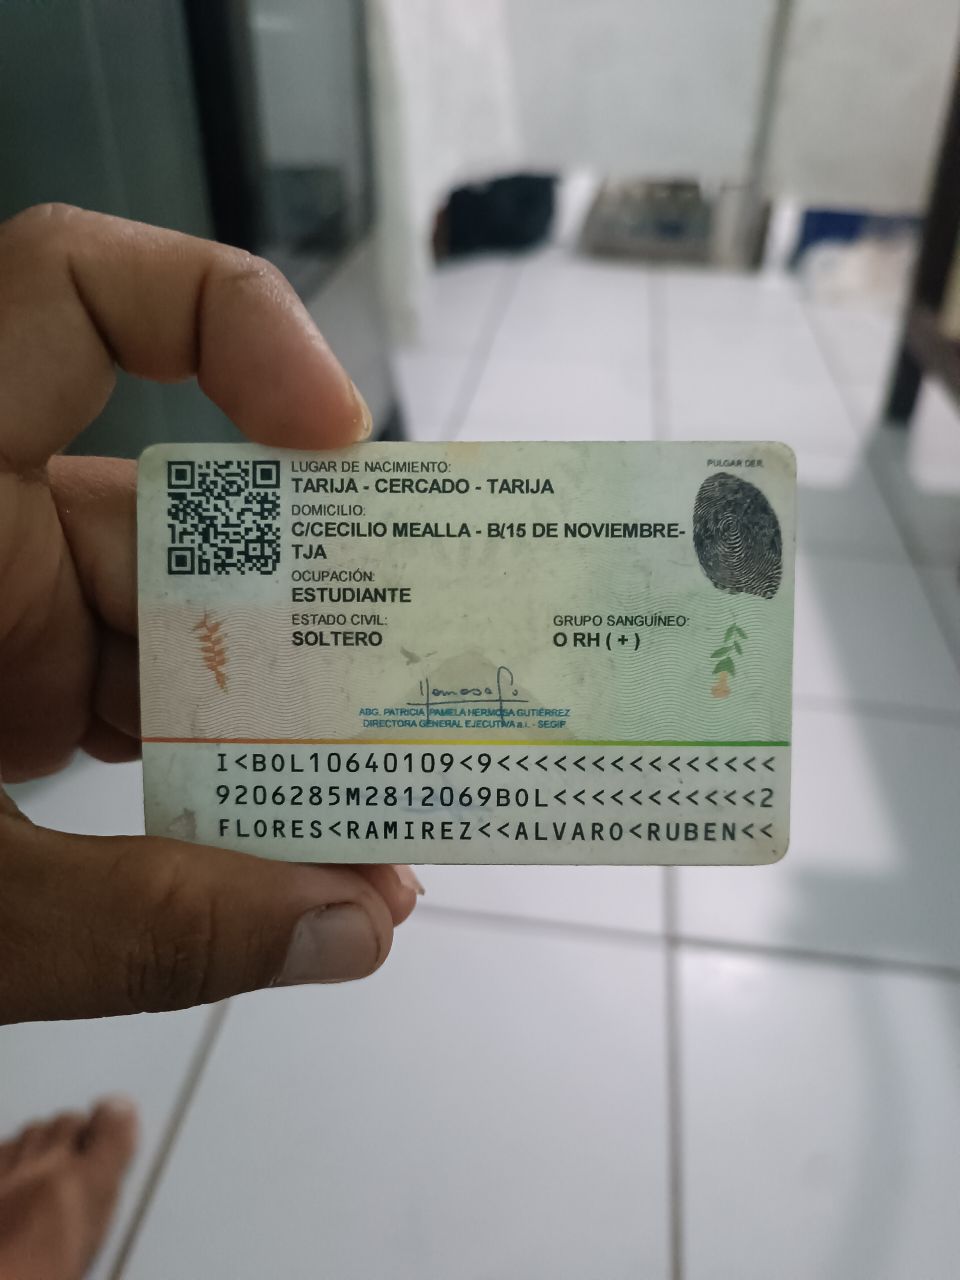 LUGAR DE NACIMIENTO:
TARIJA - CERCADO - TARIJA
DOMICILIO:
C/CECILIO MEALLA - B/15 DE NOVIEMBRE-
TJA
OCUPACIÓN:
ESTUDIANTE
ESTADO CIVIL:
SOLTERO
GRUPO SANGUÍNEO:
O RH ( + )
PULGAR DER.
ABG. PATRICIA PAMELA HERMOSA GUTIÉRREZ
DIRECTORA GENERAL EJECUTIVA a.i. - SEGIP
I<BOL10640109<9<<<<<<<<<<<<<<<
9206285M2812069BOL<<<<<<<<<<<2
FLORES<RAMIREZ<<ALVARO<RUBEN<<